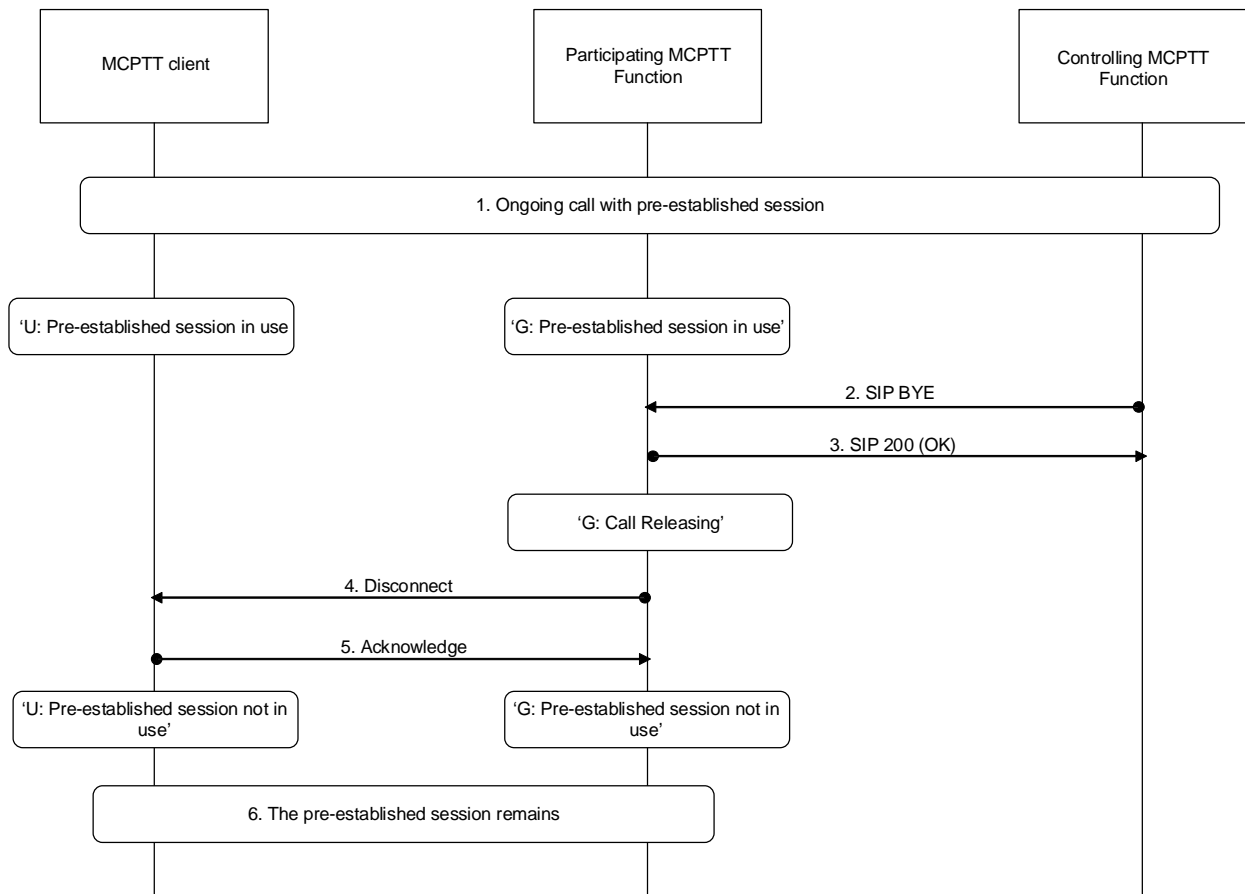 MCPTT client
Participating MCPTT
Function
Controlling MCPTT
Function
1. Ongoing call with pre-established session
‘U: Pre-established session in use
‘G: Pre-established session in use’
2. SIP BYE
3. SIP 200 (OK)
‘G: Call Releasing’
4. Disconnect
5. Acknowledge
‘U: Pre-established session not in
use’
‘G: Pre-established session not in
use’
6. The pre-established session remains